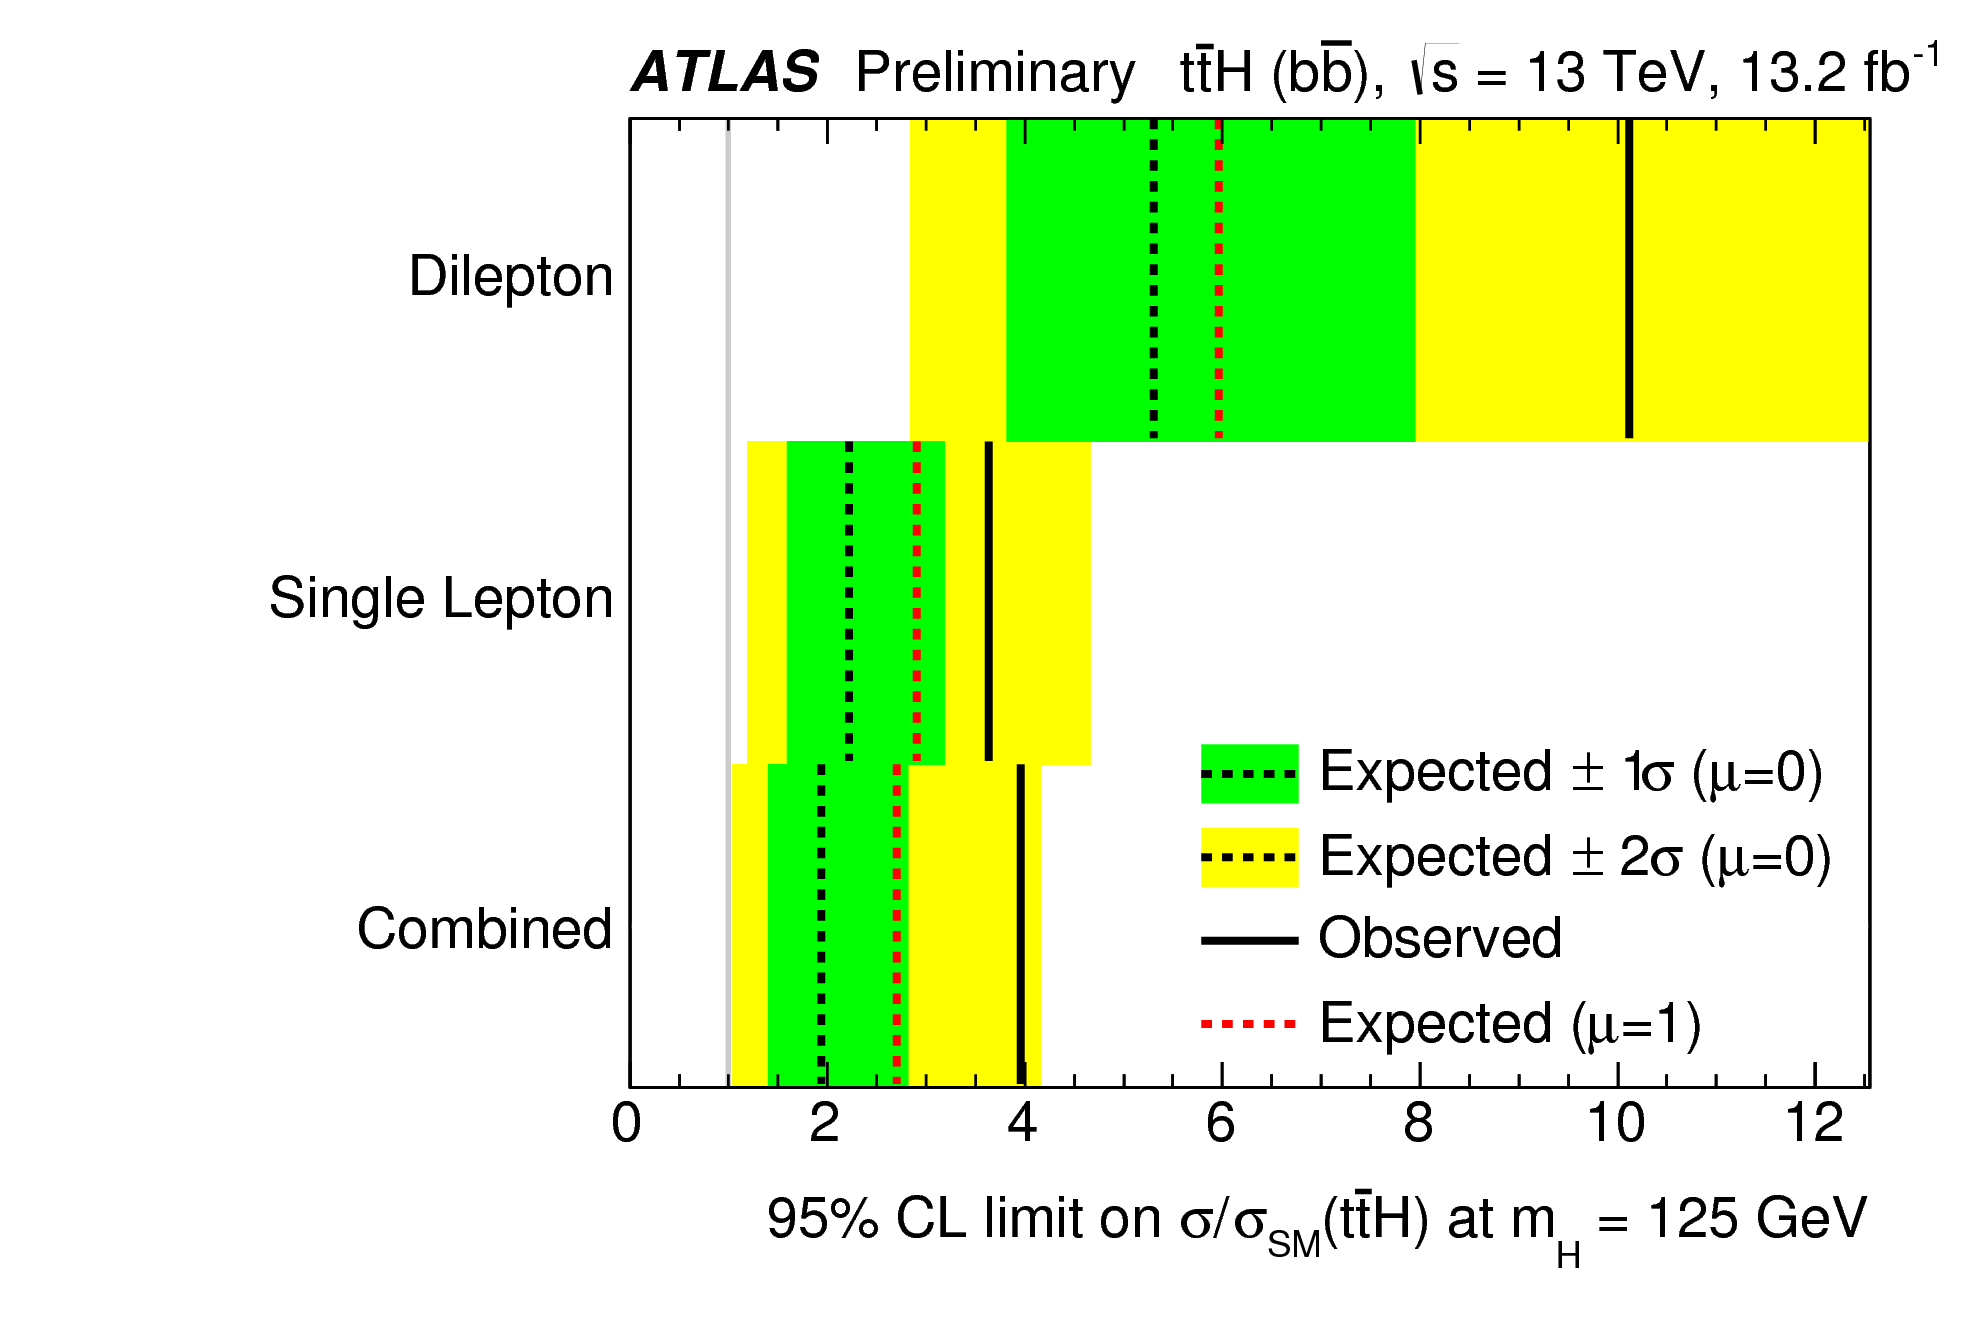 ATLAS Preliminary tt̄H (bb̄), √s = 13 TeV, 13.2 fb⁻¹
Dilepton
Single Lepton
Combined
Expected ± 1σ (μ=0)
Expected ± 2σ (μ=0)
Observed
Expected (μ=1)
0 2 4 6 8 10 12
95% CL limit on σ/σ_SM(tt̄H) at m_H = 125 GeV